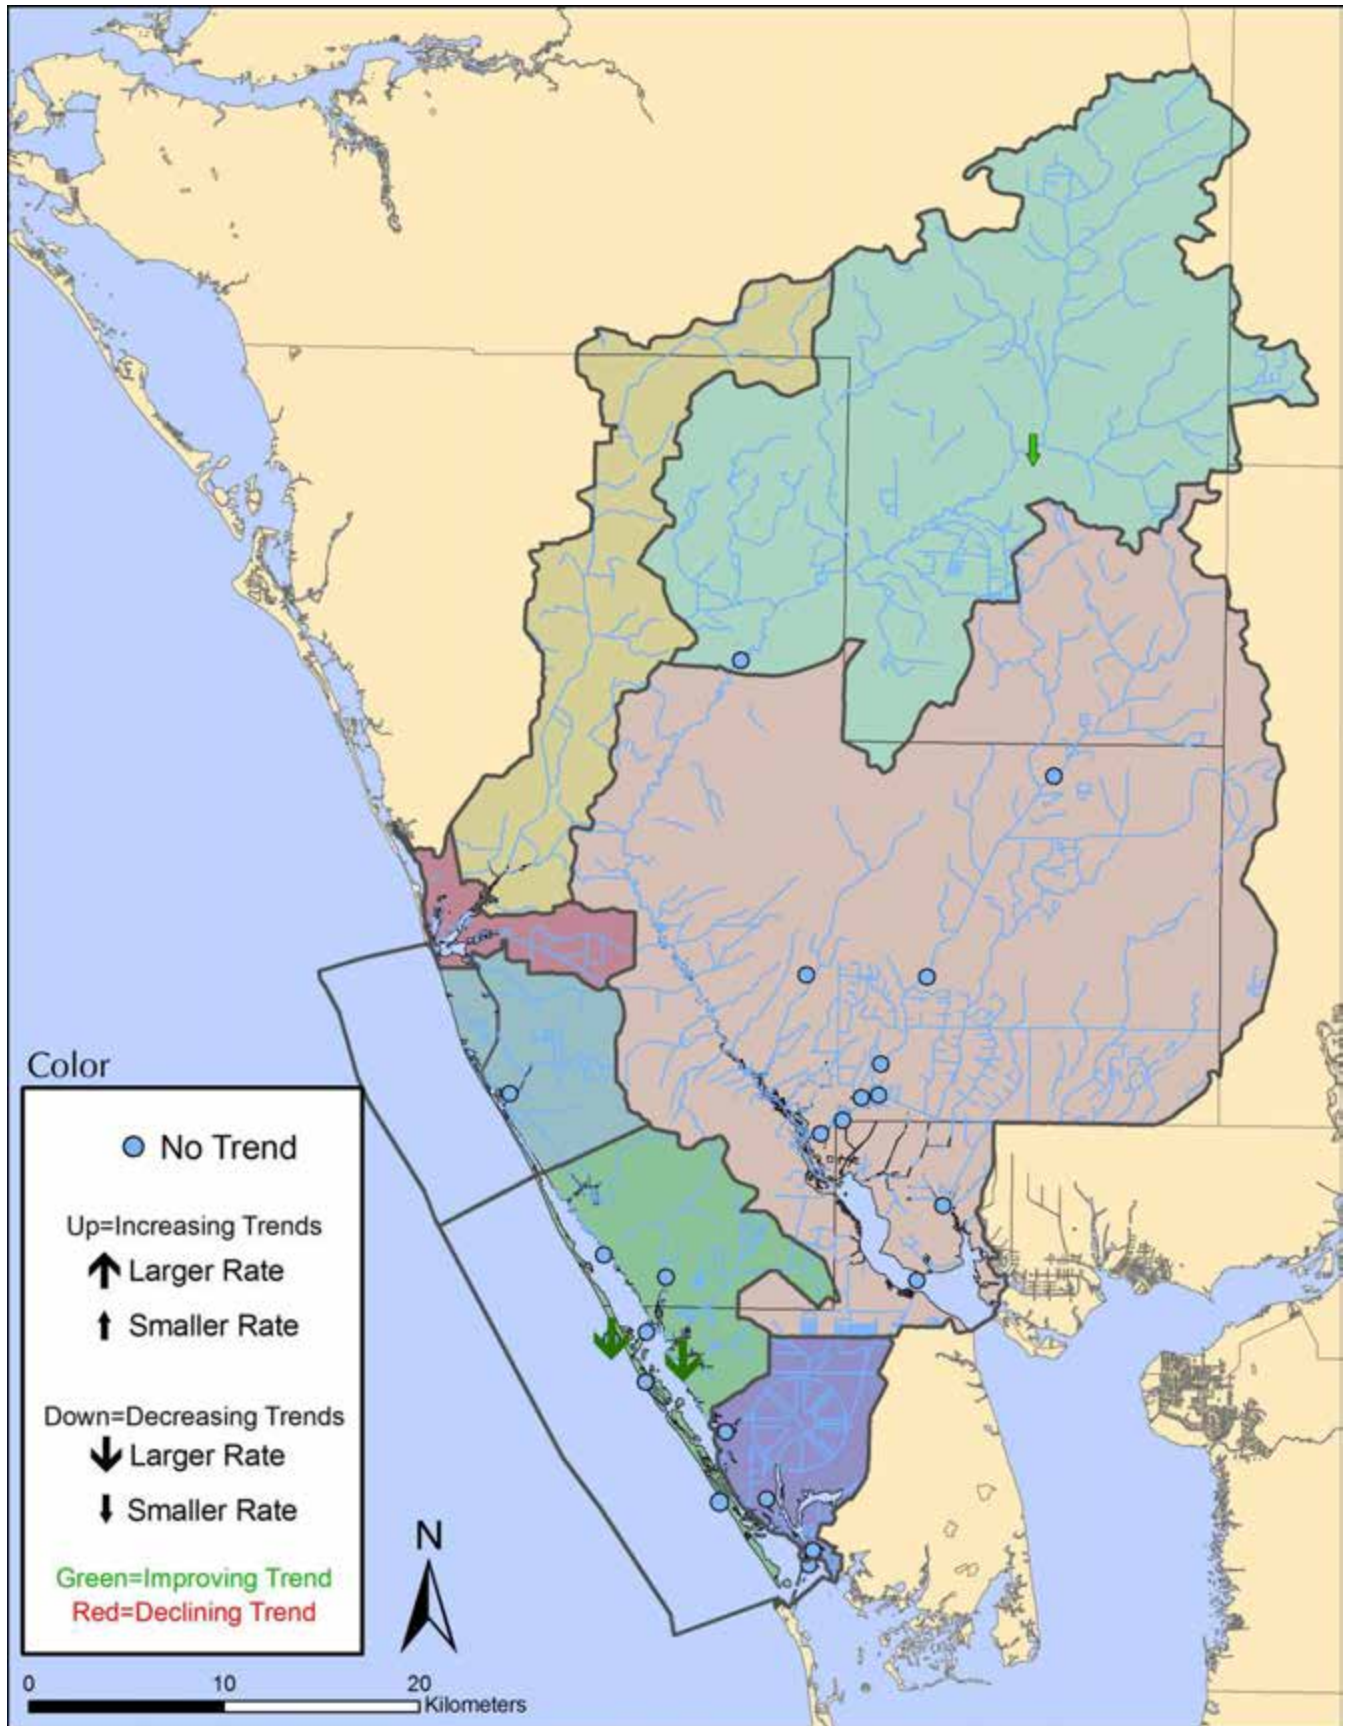 Color
No Trend
Up=Increasing Trends
Larger Rate
Smaller Rate
Down=Decreasing Trends
Larger Rate
Smaller Rate
Green=Improving Trend
Red=Declining Trend
N
0 10 20
Kilometers